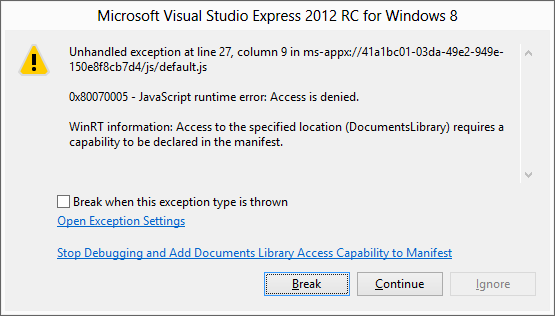 Microsoft Visual Studio Express 2012 RC for Windows 8
Unhandled exception at line 27, column 9 in ms-appx://41a1bc01-03da-49e2-949e-
150e8f8cb7d4/js/default.js
0x80070005 - JavaScript runtime error: Access is denied.
WinRT information: Access to the specified location (DocumentsLibrary) requires a
capability to be declared in the manifest.
Break when this exception type is thrown
Open Exception Settings
Stop Debugging and Add Documents Library Access Capability to Manifest
Break Continue Ignore